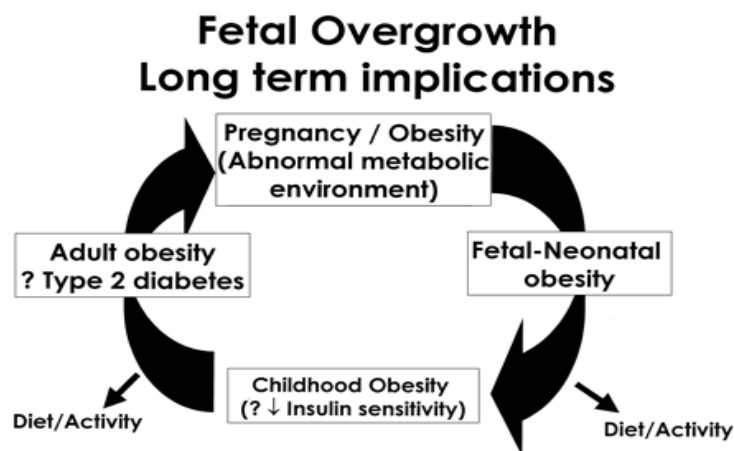 Fetal Overgrowth
Long term implications
Pregnancy / Obesity
(Abnormal metabolic
environment)
Adult obesity
? Type 2 diabetes
Fetal-Neonatal
obesity
Childhood Obesity
(? ↓ Insulin sensitivity)
Diet/Activity
Diet/Activity